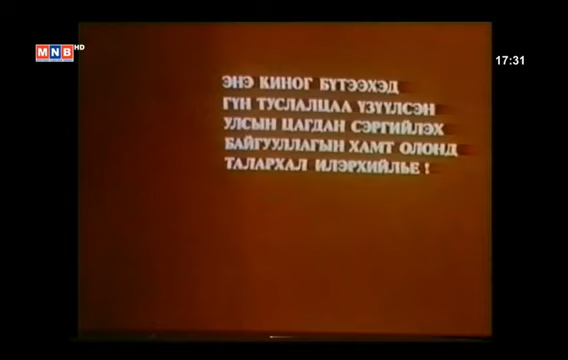 MNB HD
17:31
ЭНЭ КИНОГ БҮТЭЭХЭД
ГҮН ТУСЛАЛЦАА ҮЗҮҮЛСЭН
УЛСЫН ЦАГДАН СЭРГИЙЛЭХ
БАЙГУУЛЛАГЫН ХАМТ ОЛОНД
ТАЛАРХАЛ ИЛЭРХИЙЛЬЕ !